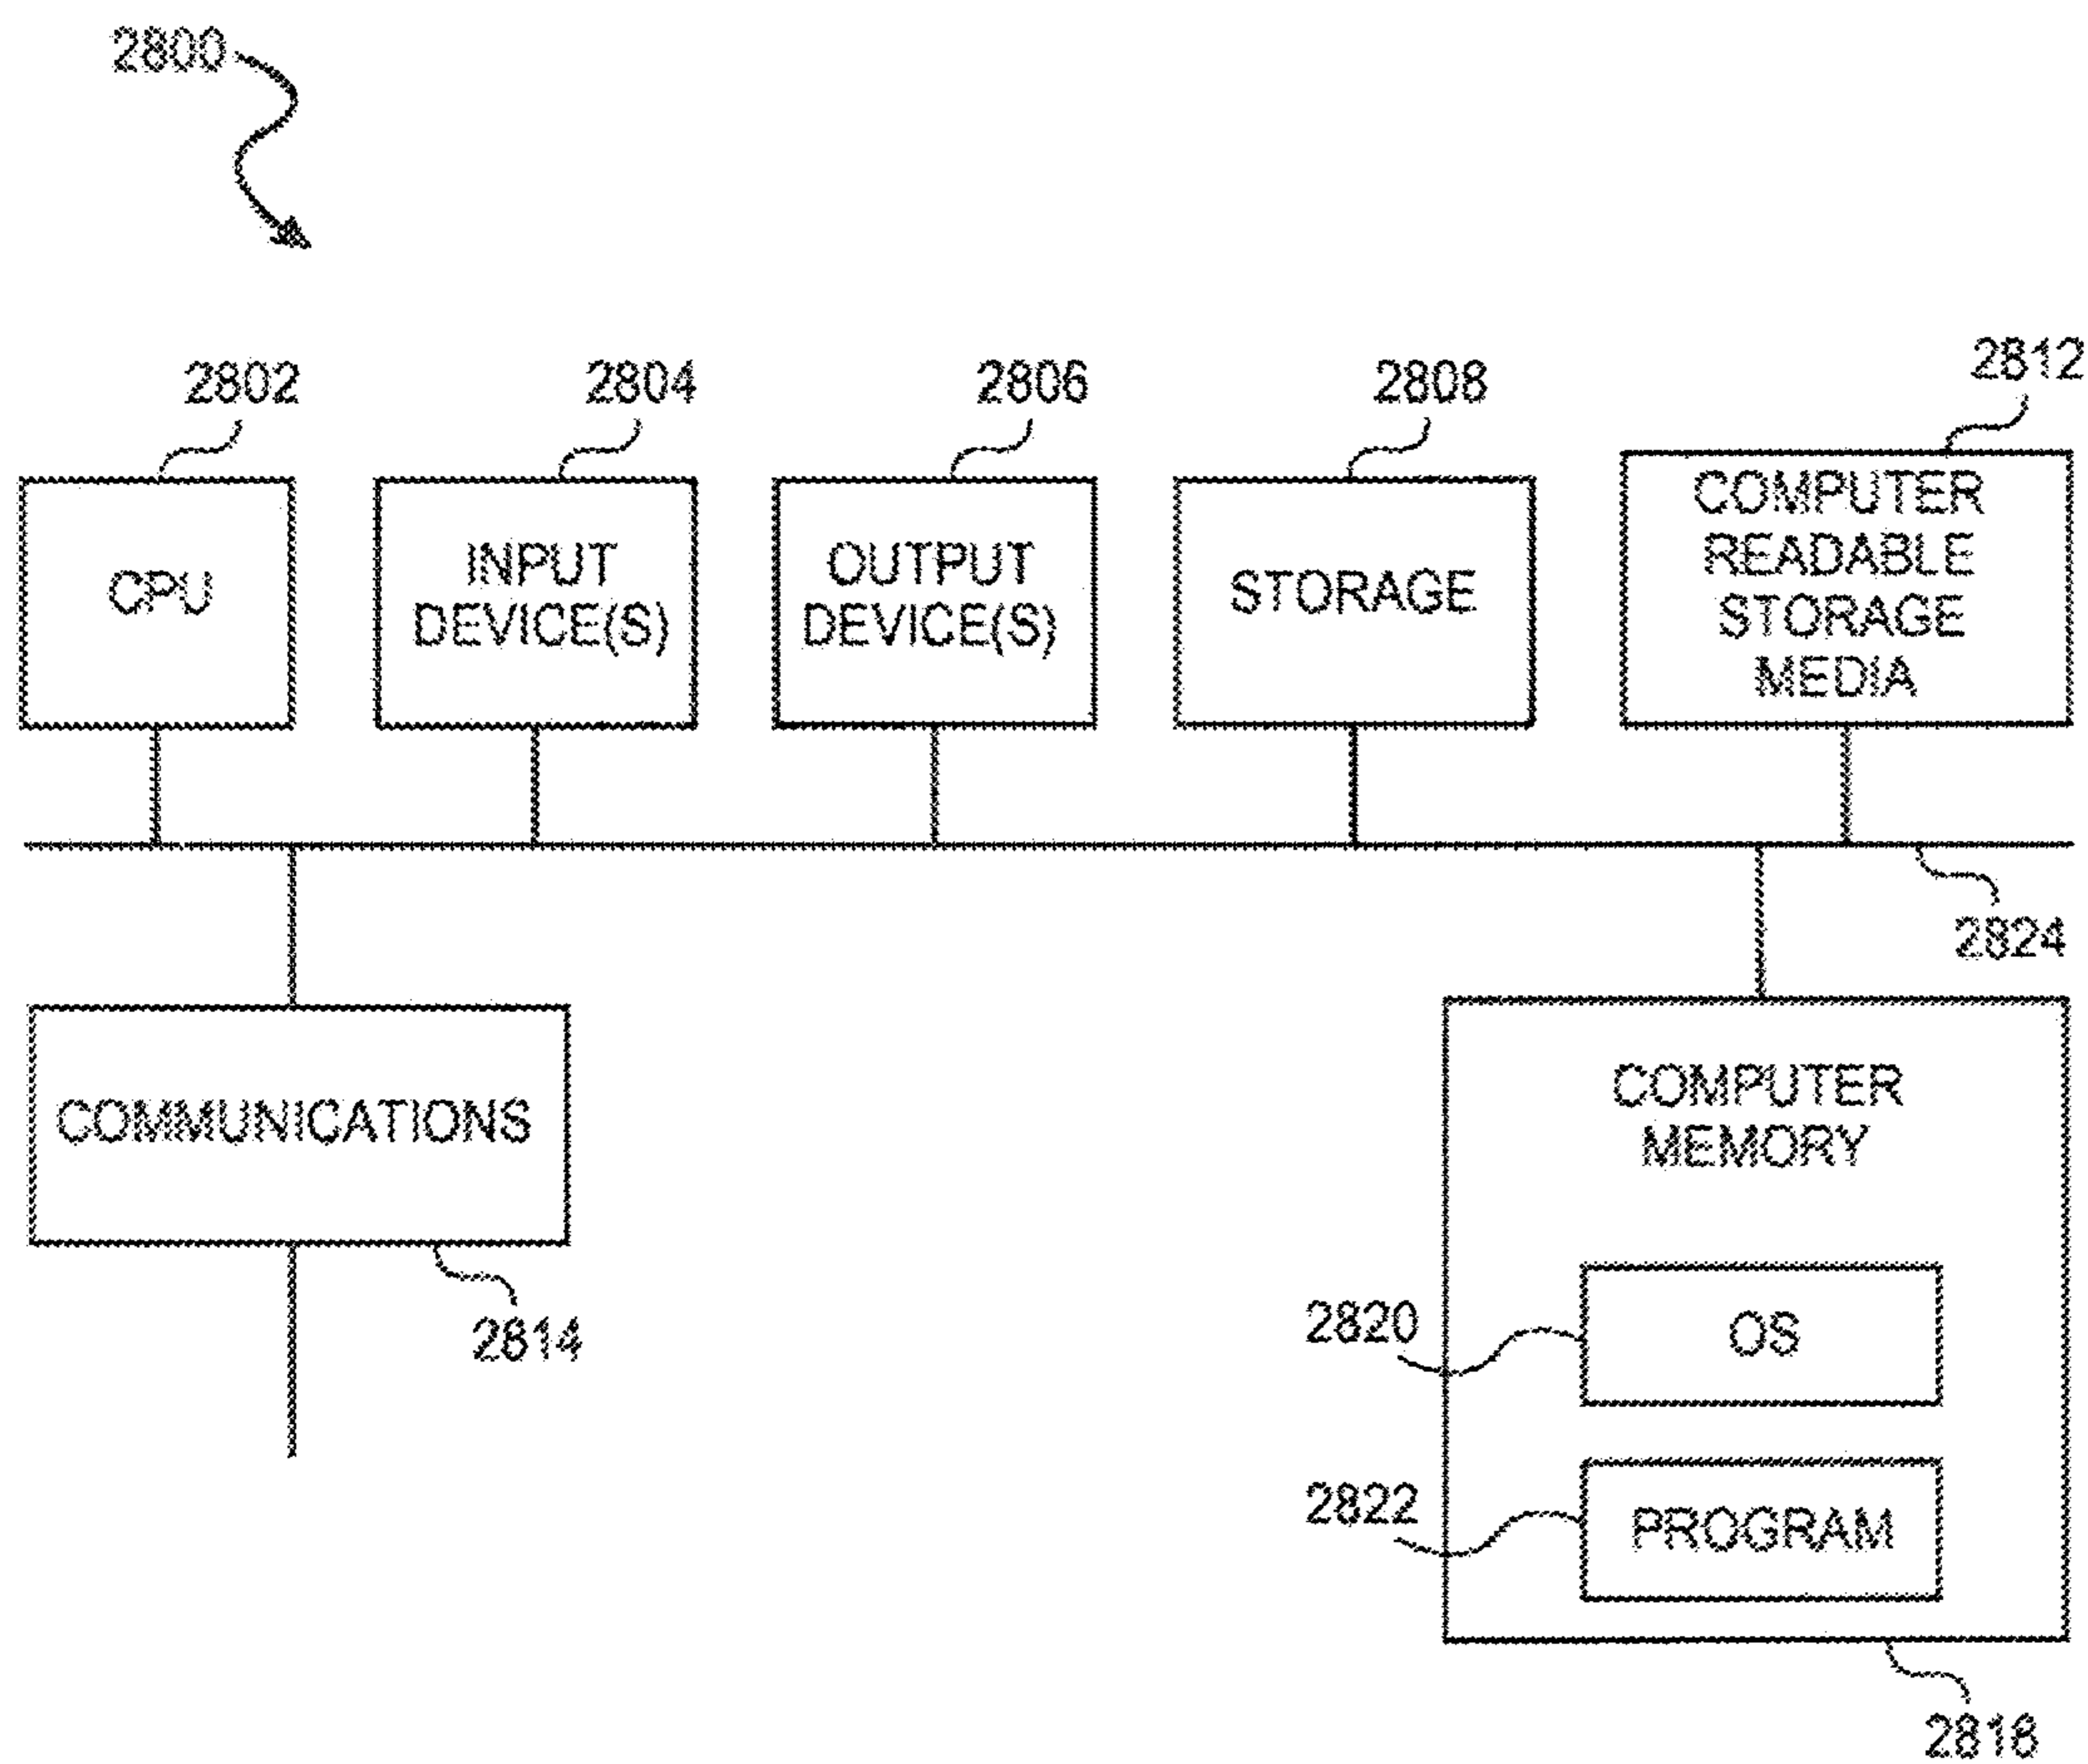 2800
2802
2804
2806
2808
2812
CPU
INPUT
DEVICE(S)
OUTPUT
DEVICE(S)
STORAGE
COMPUTER
READABLE
STORAGE
MEDIA
2824
COMMUNICATIONS
2814
COMPUTER
MEMORY
2820
OS
2822
PROGRAM